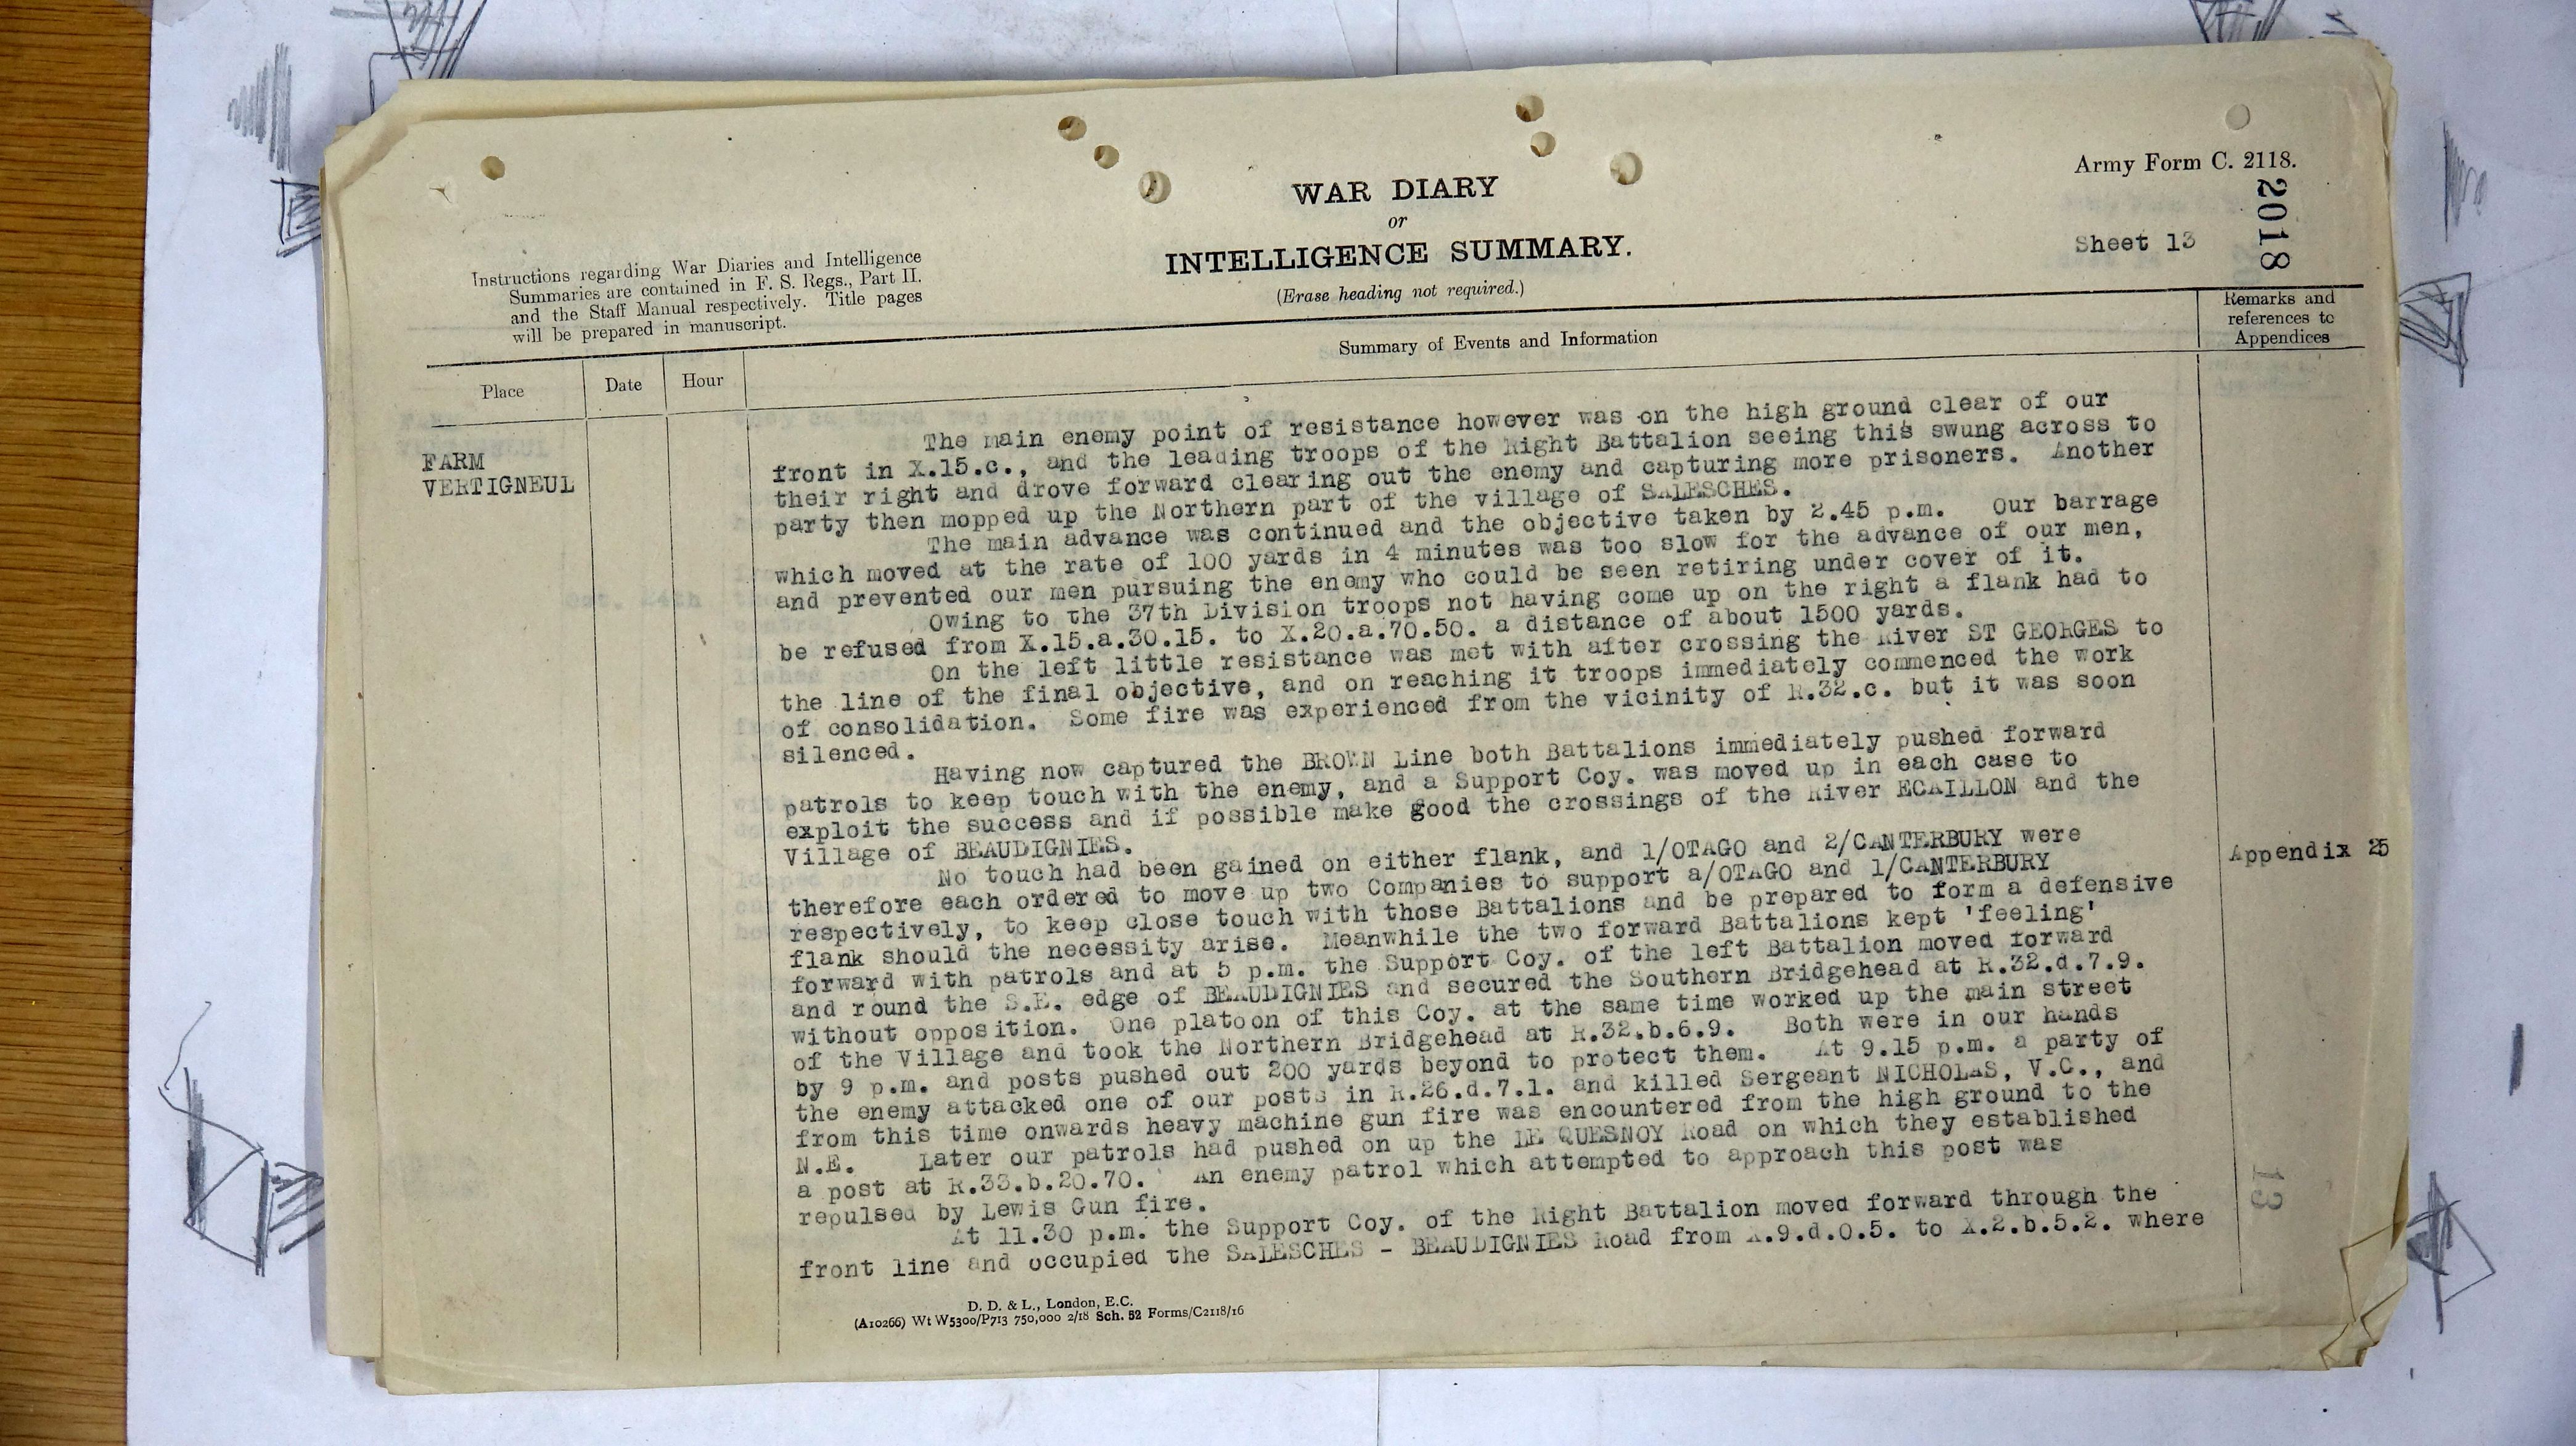 Army Form C. 2118.
2018
WAR DIARY
or
INTELLIGENCE SUMMARY.
(Erase heading not required.)
Sheet 13
Instructions regarding War Diaries and Intelligence
Summaries are contained in F. S. Regs., Part II.
and the Staff Manual respectively. Title pages
will be prepared in manuscript.
Place
Date
Hour
Summary of Events and Information
Remarks and
references to
Appendices
FARM
VERTIGNEUL
The main enemy point of resistance however was on the high ground clear of our
front in X.15.c., and the leading troops of the Right Battalion seeing this swung across to
their right and drove forward clearing out the enemy and capturing more prisoners. Another
party then mopped up the Northern part of the village of SALESCHES.
The main advance was continued and the objective taken by 2.45 p.m. Our barrage
which moved at the rate of 100 yards in 4 minutes was too slow for the advance of our men,
and prevented our men pursuing the enemy who could be seen retiring under cover of it.
Owing to the 37th Division troops not having come up on the right a flank had to
be refused from X.15.a.30.15. to X.20.a.70.50. a distance of about 1500 yards.
On the left little resistance was met with after crossing the River ST GEORGES to
the line of the final objective, and on reaching it troops immediately commenced the work
of consolidation. Some fire was experienced from the vicinity of R.32.c. but it was soon
silenced.
Having now captured the BROWN Line both Battalions immediately pushed forward
patrols to keep touch with the enemy, and a Support Coy. was moved up in each case to
exploit the success and if possible make good the crossings of the River ECAILLON and the
Village of BEAUDIGNIES.
No touch had been gained on either flank, and 1/OTAGO and 2/CANTERBURY were
therefore each ordered to move up two Companies to support a/OTAGO and 1/CANTERBURY
respectively, to keep close touch with those Battalions and be prepared to form a defensive
flank should the necessity arise. Meanwhile the two forward Battalions kept 'feeling'
forward with patrols and at 5 p.m. the Support Coy. of the left Battalion moved forward
and round the S.E. edge of BEAUDIGNIES and secured the Southern Bridgehead at R.32.d.7.9.
without opposition. One platoon of this Coy. at the same time worked up the main street
of the Village and took the Northern Bridgehead at R.32.b.6.9. Both were in our hands
by 9 p.m. and posts pushed out 200 yards beyond to protect them. At 9.15 p.m. a party of
the enemy attacked one of our posts in R.26.d.7.1. and killed Sergeant NICHOLAS, V.C., and
from this time onwards heavy machine gun fire was encountered from the high ground to the
N.E. Later our patrols had pushed on up the LE QUESNOY Road on which they established
a post at R.33.b.20.70. An enemy patrol which attempted to approach this post was
repulsed by Lewis Gun fire.
At 11.30 p.m. the Support Coy. of the Right Battalion moved forward through the
front line and occupied the SALESCHES - BEAUDIGNIES Road from X.9.d.0.5. to X.2.b.5.2. where
Appendix 25
13
D. D. & L., London, E.C.
(A10266) Wt W5300/P713 750,000 2/18 Sch. 52 Forms/C2118/16